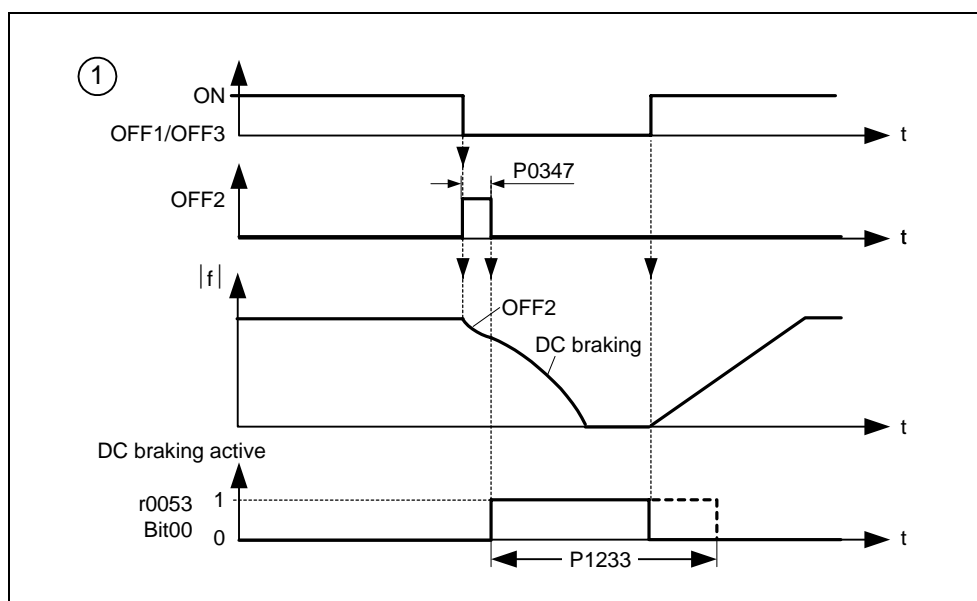 1
ON
OFF1/OFF3
t
P0347
OFF2
t
|f|
OFF2
DC braking
t
DC braking active
r0053 1
Bit00 0
t
P1233